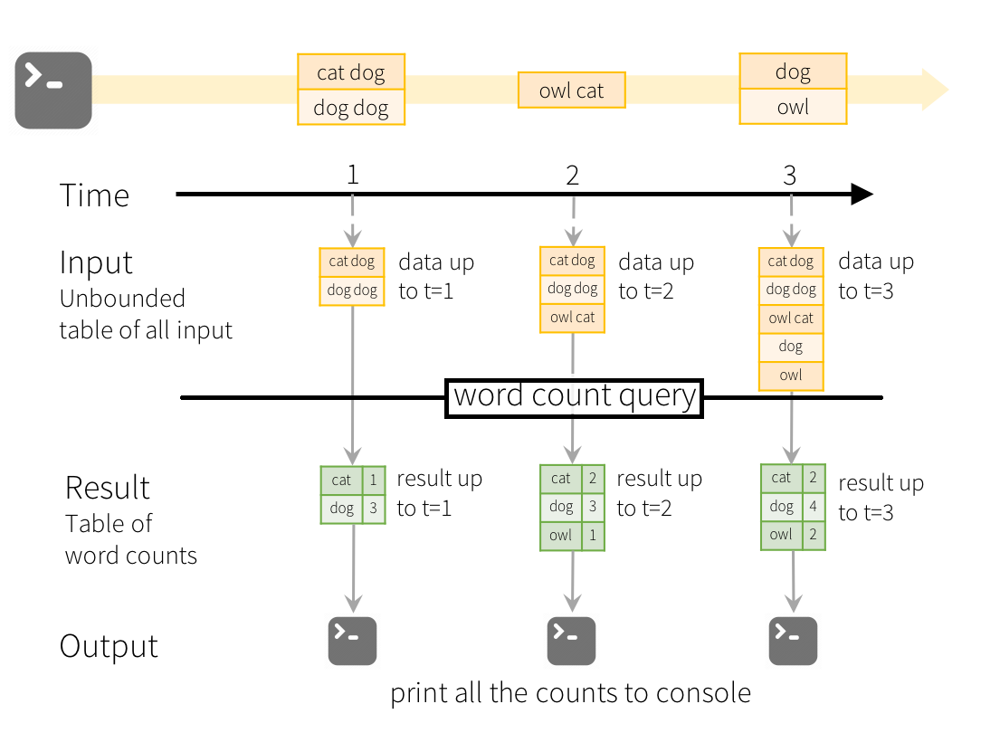 cat dog
dog dog
owl cat
dog
owl
Time
1
2
3
Input
Unbounded
table of all input
cat dog
dog dog
data up
to t=1
cat dog
dog dog
owl cat
data up
to t=2
cat dog
dog dog
owl cat
dog
owl
data up
to t=3
word count query
Result
Table of
word counts
cat 1
dog 3
result up
to t=1
cat 2
dog 3
owl 1
result up
to t=2
cat 2
dog 4
owl 2
result up
to t=3
Output
print all the counts to console